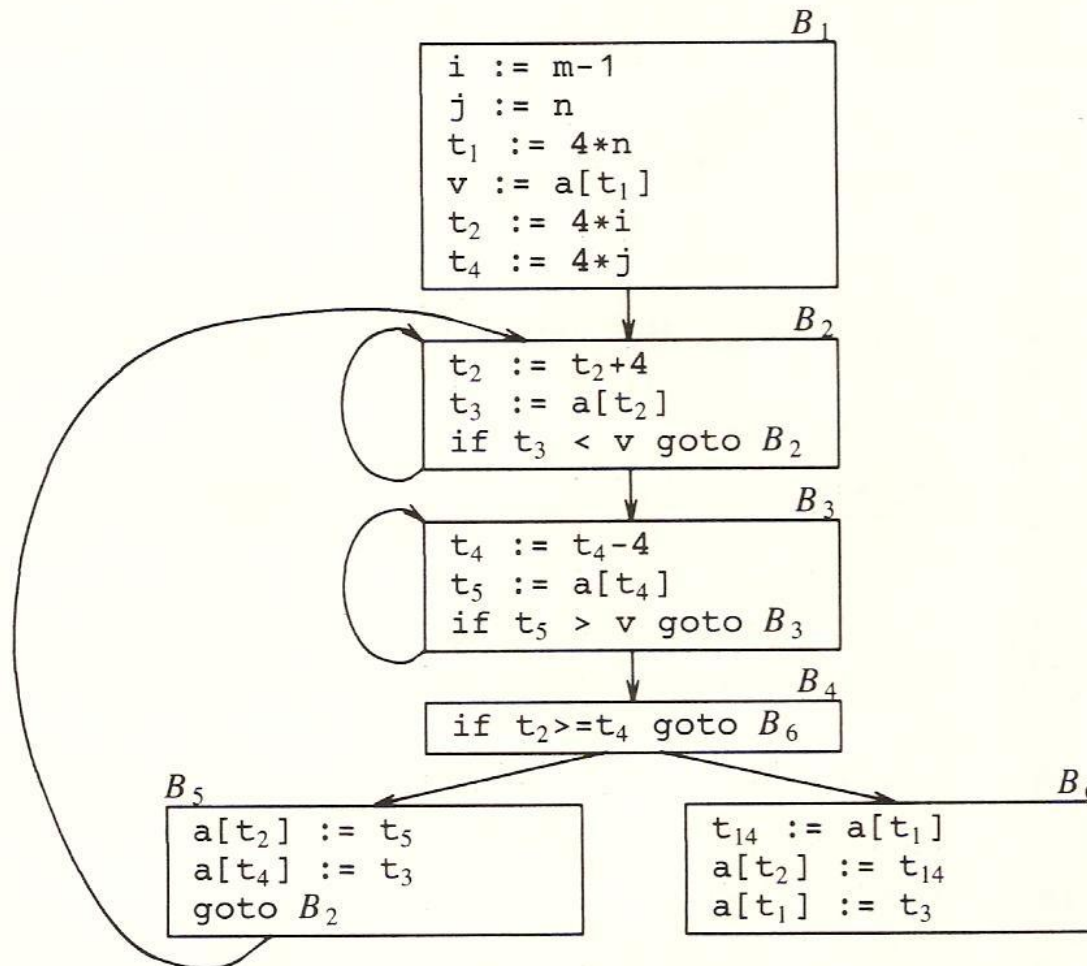 B₁
i := m-1
j := n
t₁ := 4*n
v := a[t₁]
t₂ := 4*i
t₄ := 4*j
B₂
t₂ := t₂+4
t₃ := a[t₂]
if t₃ < v goto B₂
B₃
t₄ := t₄-4
t₅ := a[t₄]
if t₅ > v goto B₃
B₄
if t₂>=t₄ goto B₆
B₅
a[t₂] := t₅
a[t₄] := t₃
goto B₂
B
t₁₄ := a[t₁]
a[t₂] := t₁₄
a[t₁] := t₃